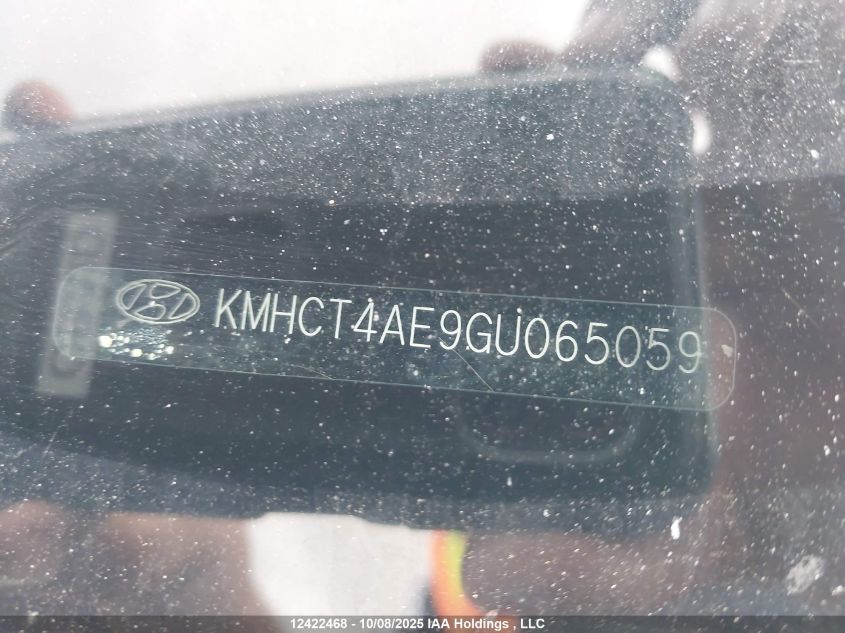 KMHCT4AE9GU065059
12422468 - 10/08/2025 IAA Holdings , LLC